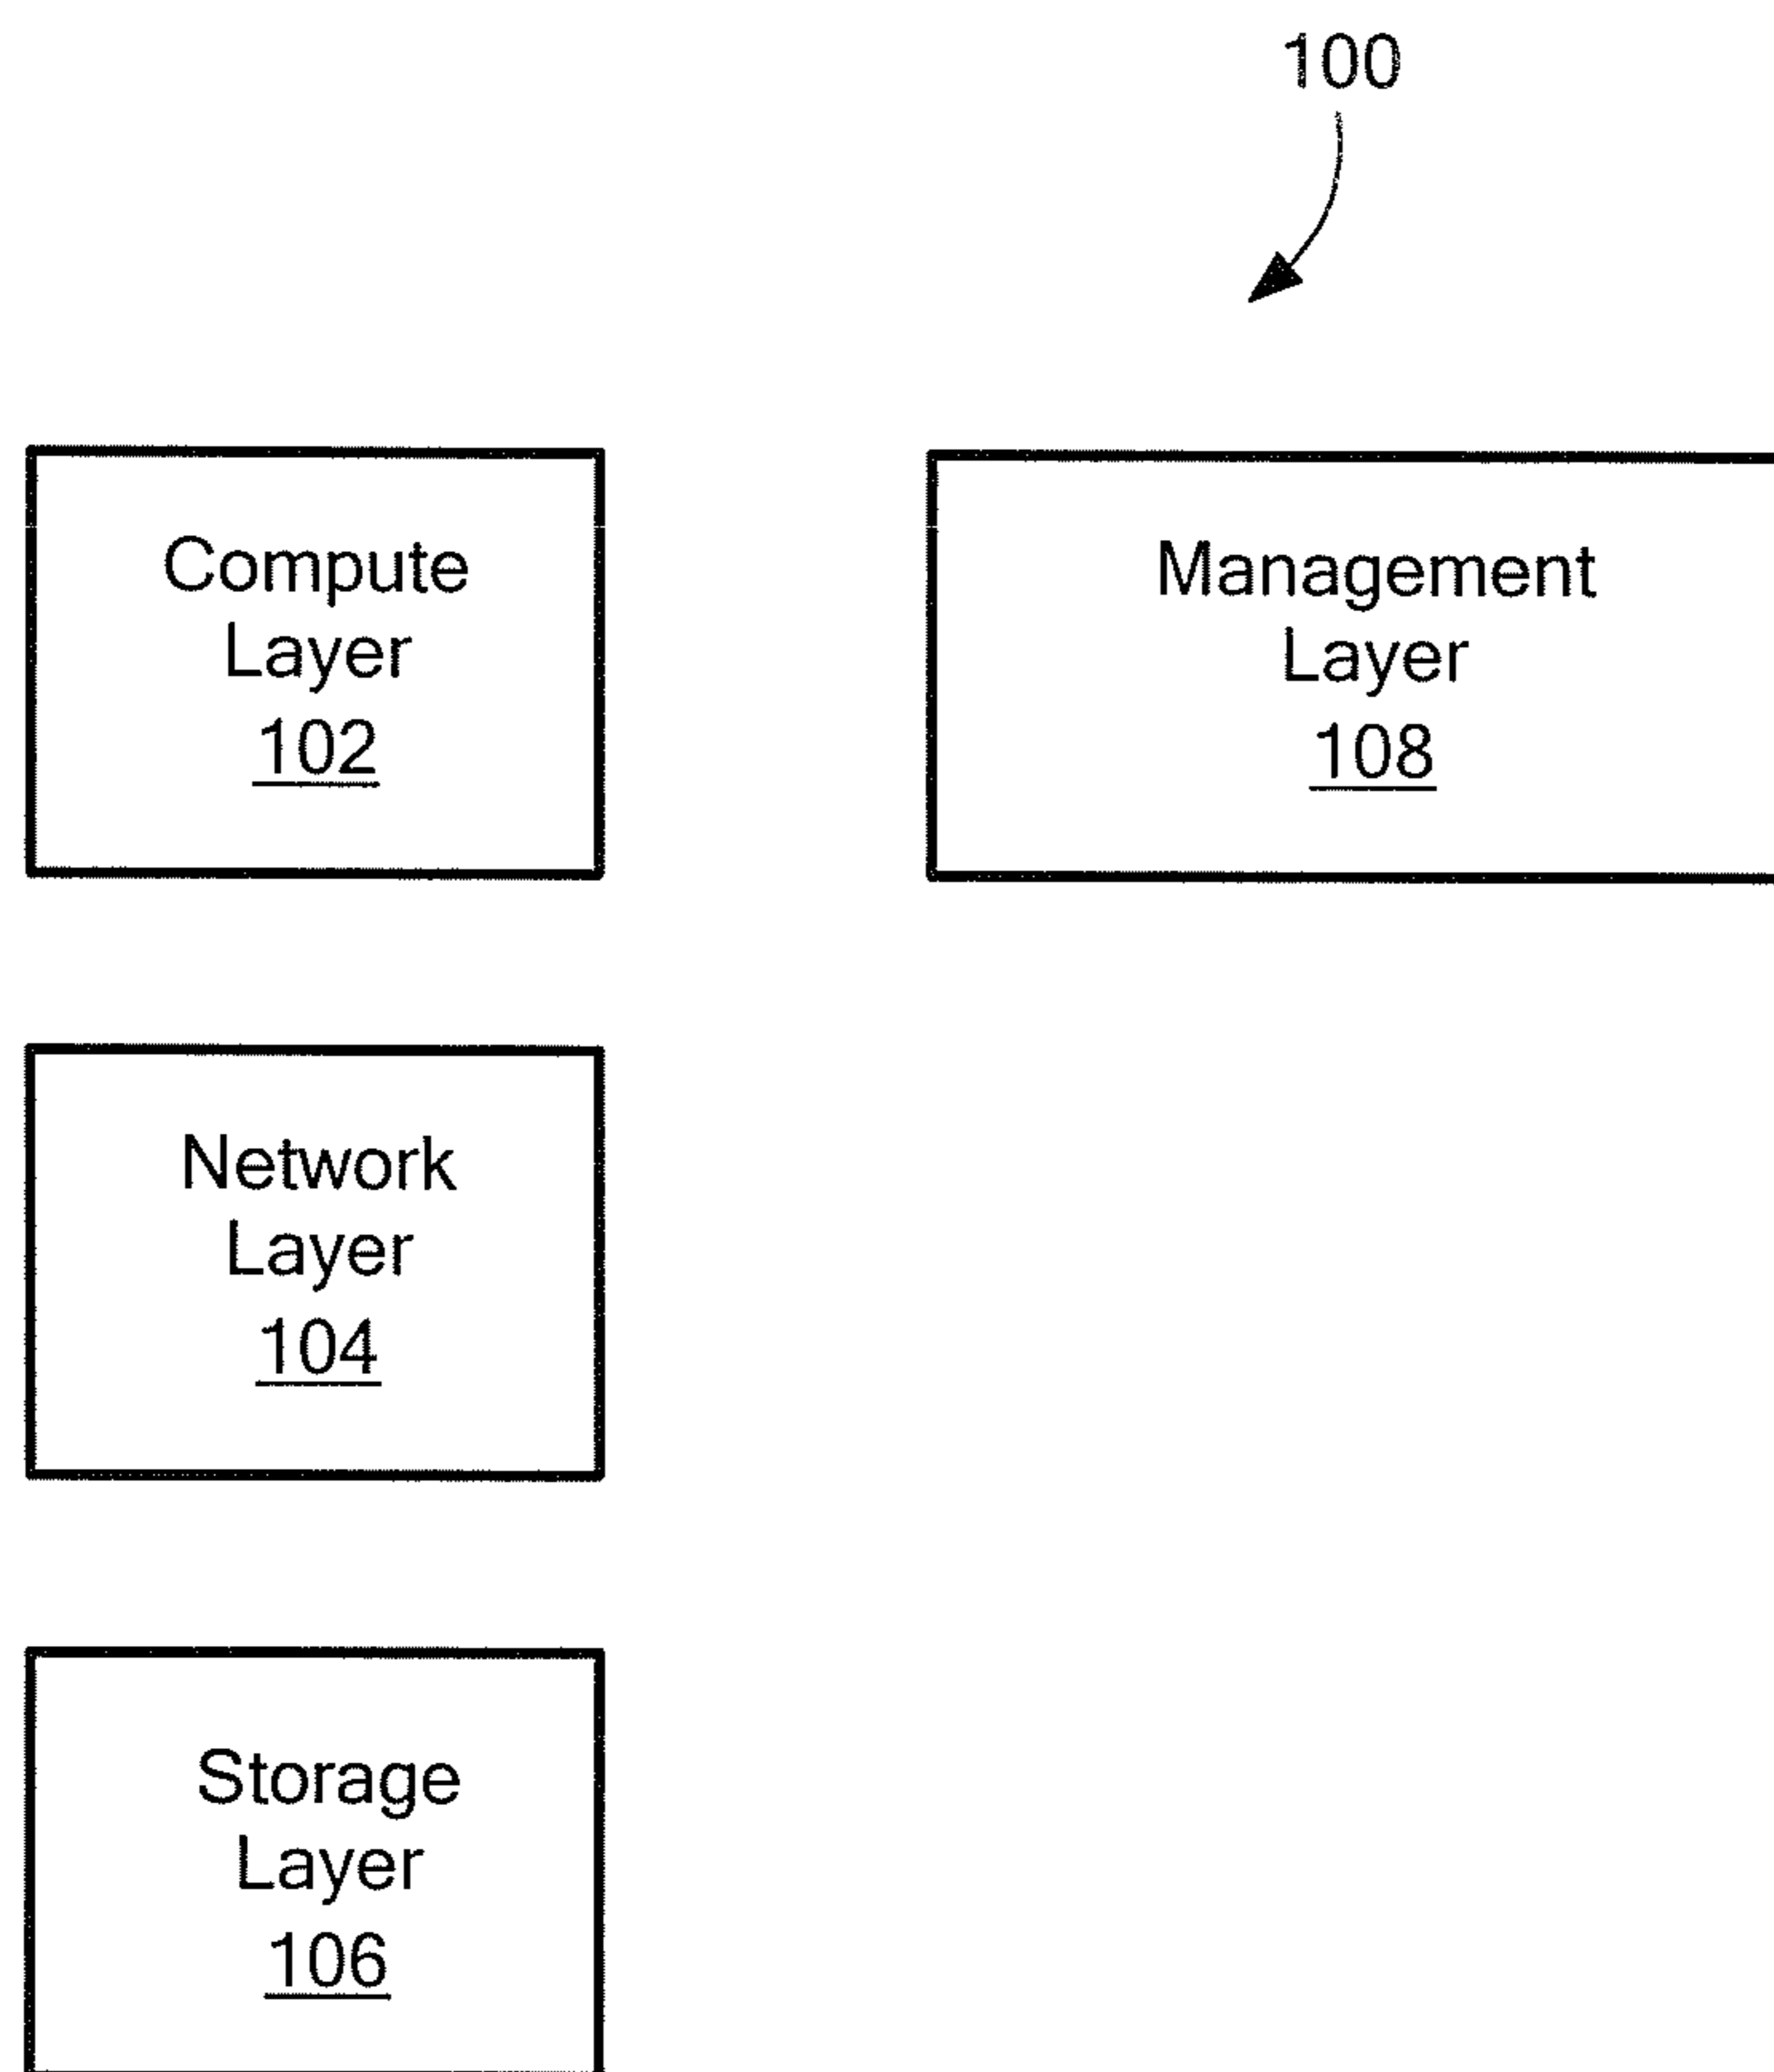 100
Compute
Layer
102
Management
Layer
108
Network
Layer
104
Storage
Layer
106